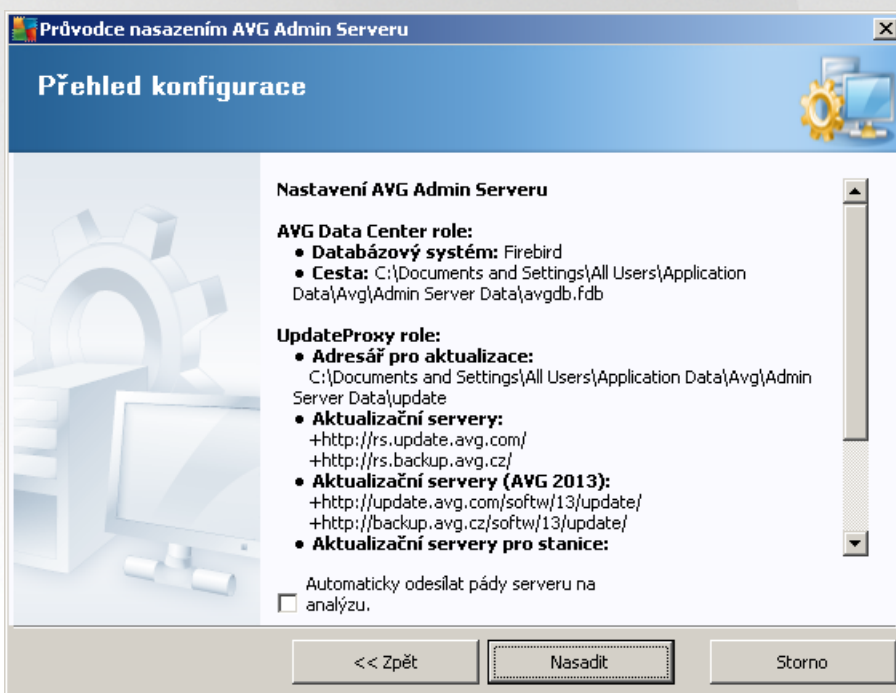 Průvodce nasazením AVG Admin Serveru
Přehled konfigurace
Nastavení AVG Admin Serveru
AVG Data Center role:
• Databázový systém: Firebird
• Cesta: C:\Documents and Settings\All Users\Application
Data\Avg\Admin Server Data\avgdb.fdb
UpdateProxy role:
• Adresář pro aktualizace:
C:\Documents and Settings\All Users\Application Data\Avg\Admin
Server Data\update
• Aktualizační servery:
+http://rs.update.avg.com/
+http://rs.backup.avg.cz/
• Aktualizační servery (AVG 2013):
+http://update.avg.com/softw/13/update/
+http://backup.avg.cz/softw/13/update/
• Aktualizační servery pro stanice:
Automaticky odesílat pády serveru na
analýzu.
<< Zpět
Nasadit
Storno